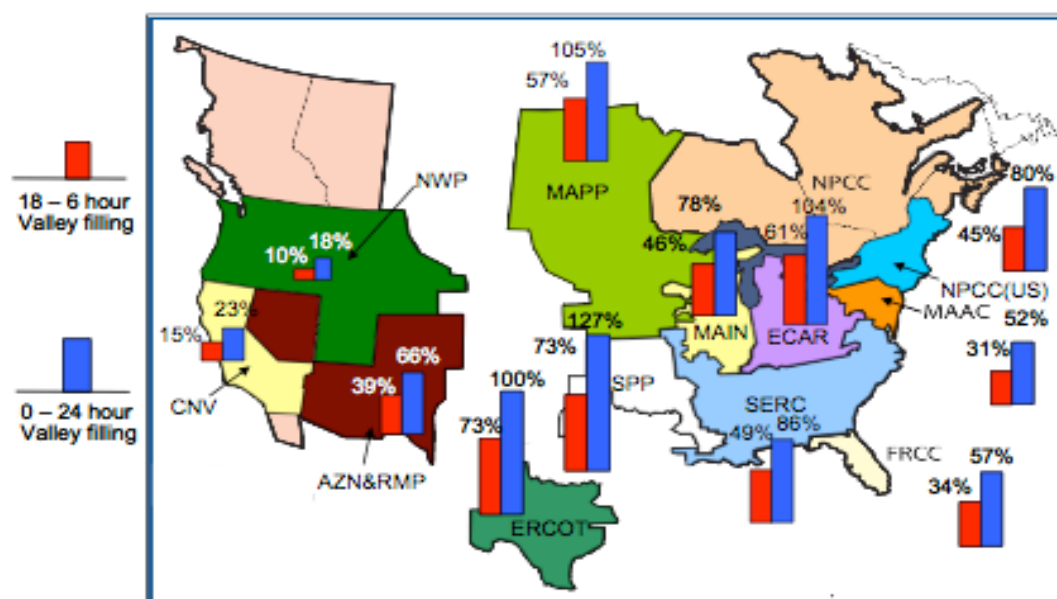 18 – 6 hour
Valley filling
0 – 24 hour
Valley filling
105%
57%
MAPP
NWP
18%
10%
23%
15%
CNV
66%
39%
AZN&RMP
NPCC
78%
46%
104%
61%
80%
45%
NPCC(US)
MAAC
MAIN
ECAR
52%
31%
127%
73%
SPP
100%
73%
ERCOT
SERC
86%
49%
FRCC
57%
34%